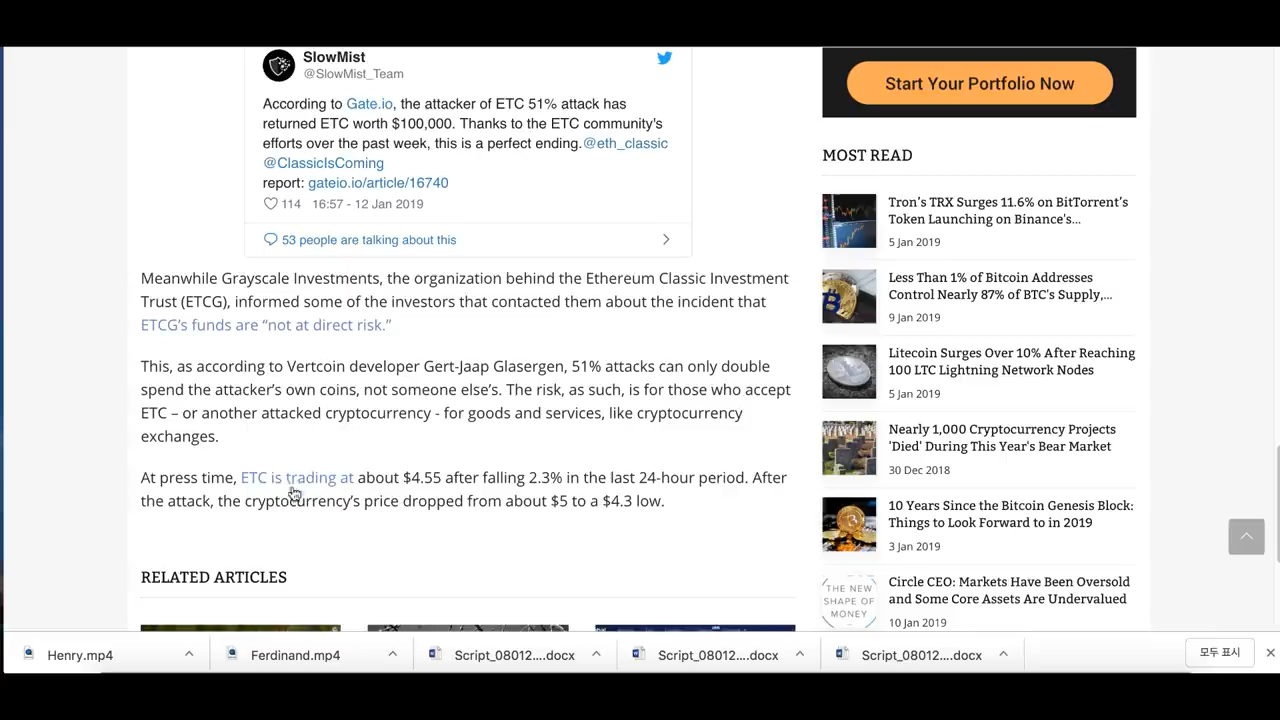 SlowMist
@SlowMist_Team
According to Gate.io, the attacker of ETC 51% attack has
returned ETC worth $100,000. Thanks to the ETC community's
efforts over the past week, this is a perfect ending.@eth_classic
@ClassicIsComing
report: gateio.io/article/16740
114 16:57 - 12 Jan 2019
53 people are talking about this
Meanwhile Grayscale Investments, the organization behind the Ethereum Classic Investment
Trust (ETCG), informed some of the investors that contacted them about the incident that
ETCG’s funds are “not at direct risk.”
This, as according to Vertcoin developer Gert-Jaap Glasergen, 51% attacks can only double
spend the attacker’s own coins, not someone else’s. The risk, as such, is for those who accept
ETC – or another attacked cryptocurrency - for goods and services, like cryptocurrency
exchanges.
At press time, ETC is trading at about $4.55 after falling 2.3% in the last 24-hour period. After
the attack, the cryptocurrency’s price dropped from about $5 to a $4.3 low.
RELATED ARTICLES
Start Your Portfolio Now
MOST READ
Tron’s TRX Surges 11.6% on BitTorrent’s
Token Launching on Binance's...
5 Jan 2019
Less Than 1% of Bitcoin Addresses
Control Nearly 87% of BTC's Supply,...
9 Jan 2019
Litecoin Surges Over 10% After Reaching
100 LTC Lightning Network Nodes
5 Jan 2019
Nearly 1,000 Cryptocurrency Projects
'Died' During This Year's Bear Market
30 Dec 2018
10 Years Since the Bitcoin Genesis Block:
Things to Look Forward to in 2019
3 Jan 2019
THE NEW
SHAPE OF
MONEY
Circle CEO: Markets Have Been Oversold
and Some Core Assets Are Undervalued
10 Jan 2019
Henry.mp4
Ferdinand.mp4
Script_08012....docx
Script_08012....docx
Script_08012....docx
모두 표시